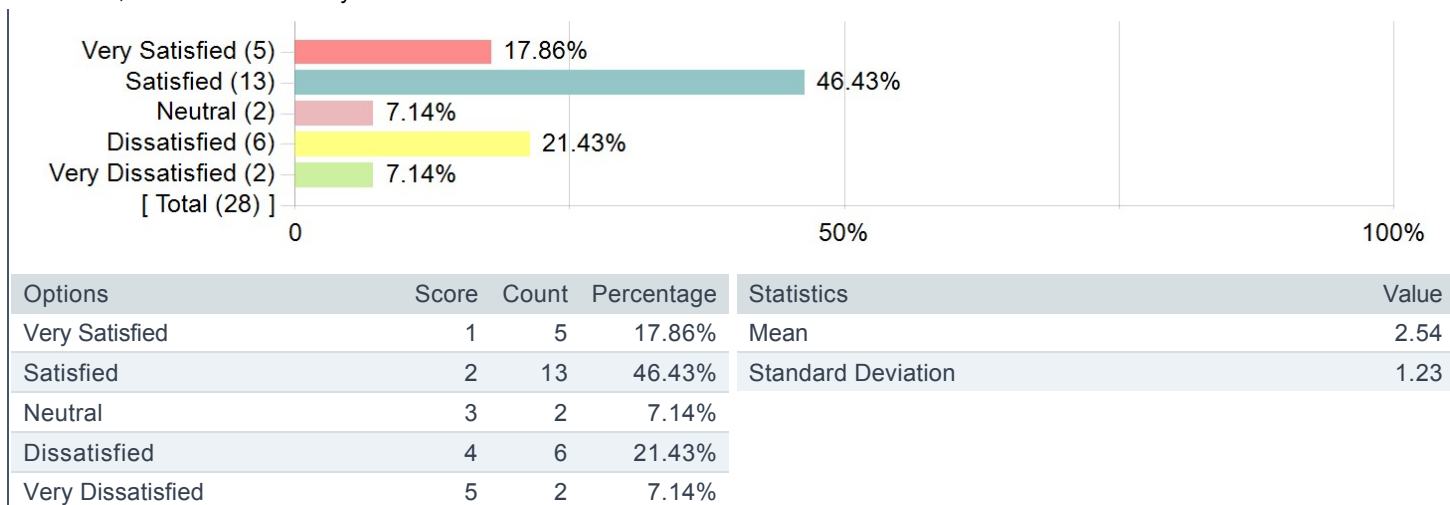 Very Satisfied (5) 17.86%
Satisfied (13) 46.43%
Neutral (2) 7.14%
Dissatisfied (6) 21.43%
Very Dissatisfied (2) 7.14%
[ Total (28) ]
0 50% 100%
Options Score Count Percentage
Very Satisfied 1 5 17.86%
Satisfied 2 13 46.43%
Neutral 3 2 7.14%
Dissatisfied 4 6 21.43%
Very Dissatisfied 5 2 7.14%
Statistics Value
Mean 2.54
Standard Deviation 1.23